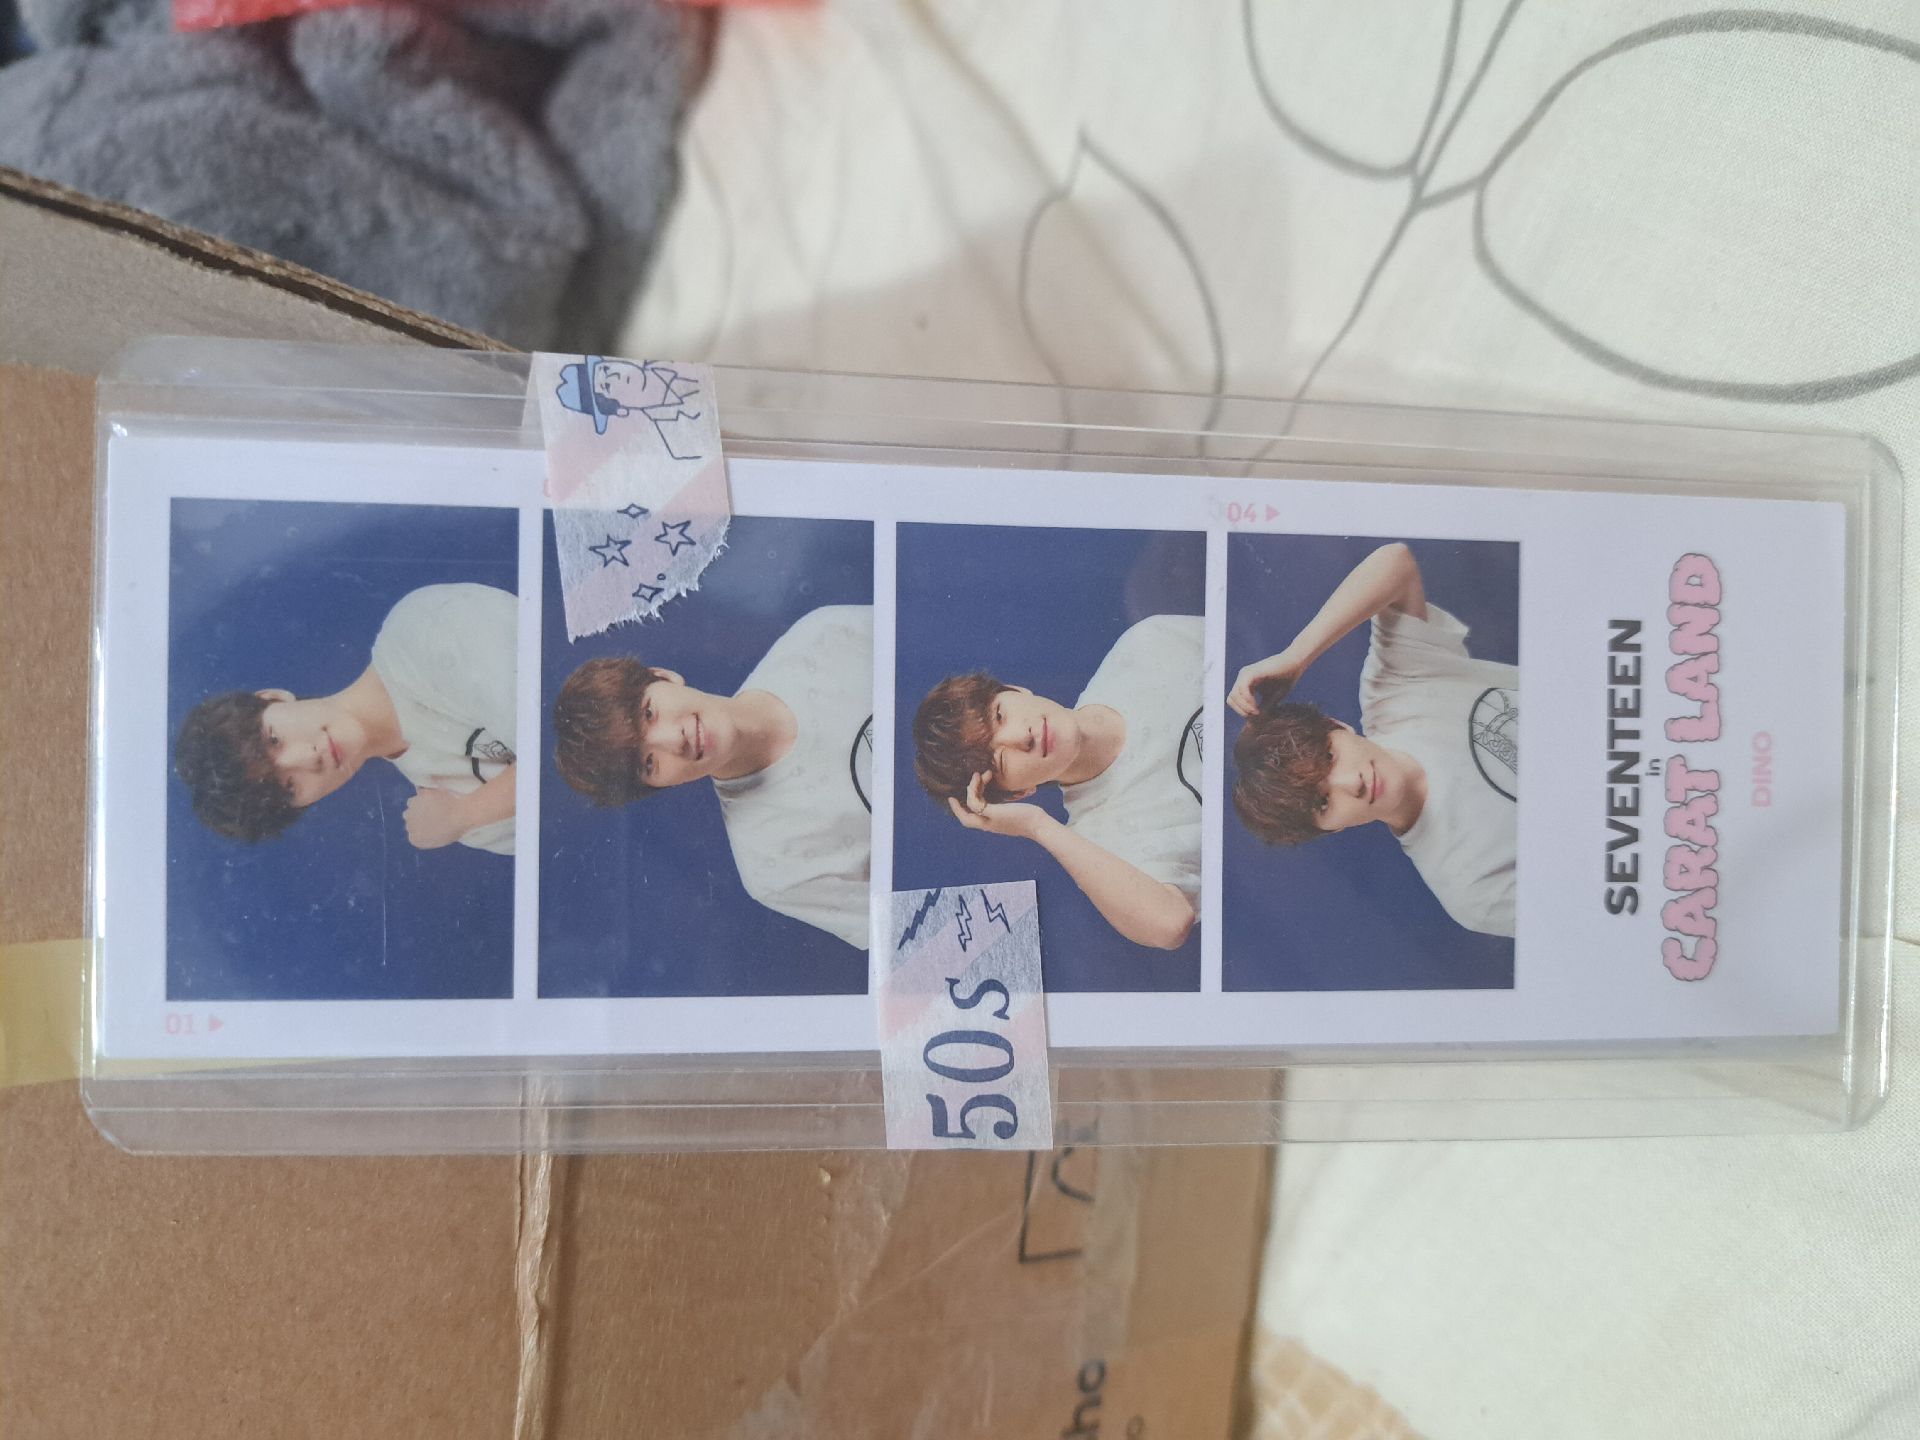 01 ▶
04 ▶
50s
SEVENTEEN
in
CARAT LAND
DINO